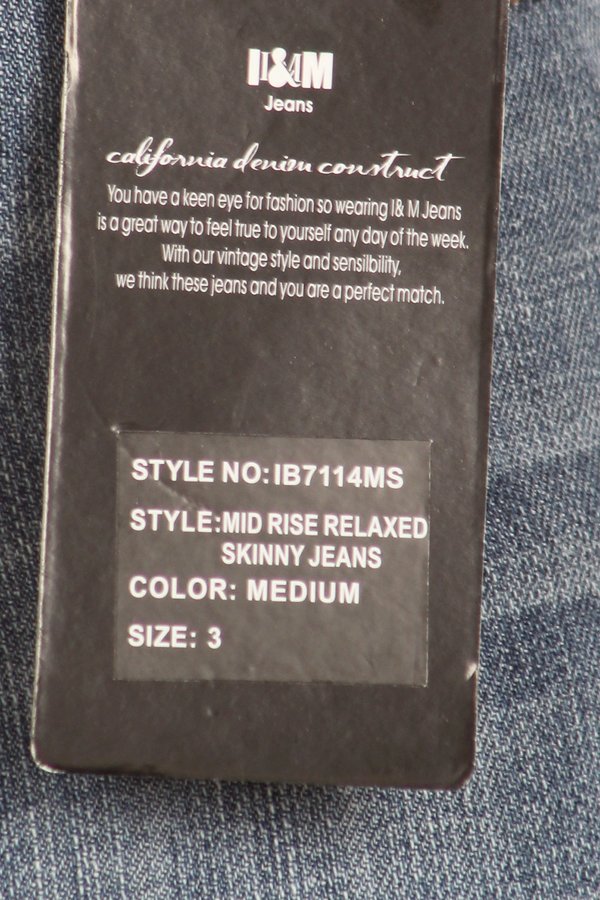 I&M
Jeans
california denim construct
You have a keen eye for fashion so wearing I& M Jeans
is a great way to feel true to yourself any day of the week.
With our vintage style and sensilbility,
we think these jeans and you are a perfect match.
STYLE NO: IB7114MS
STYLE: MID RISE RELAXED
SKINNY JEANS
COLOR: MEDIUM
SIZE: 3